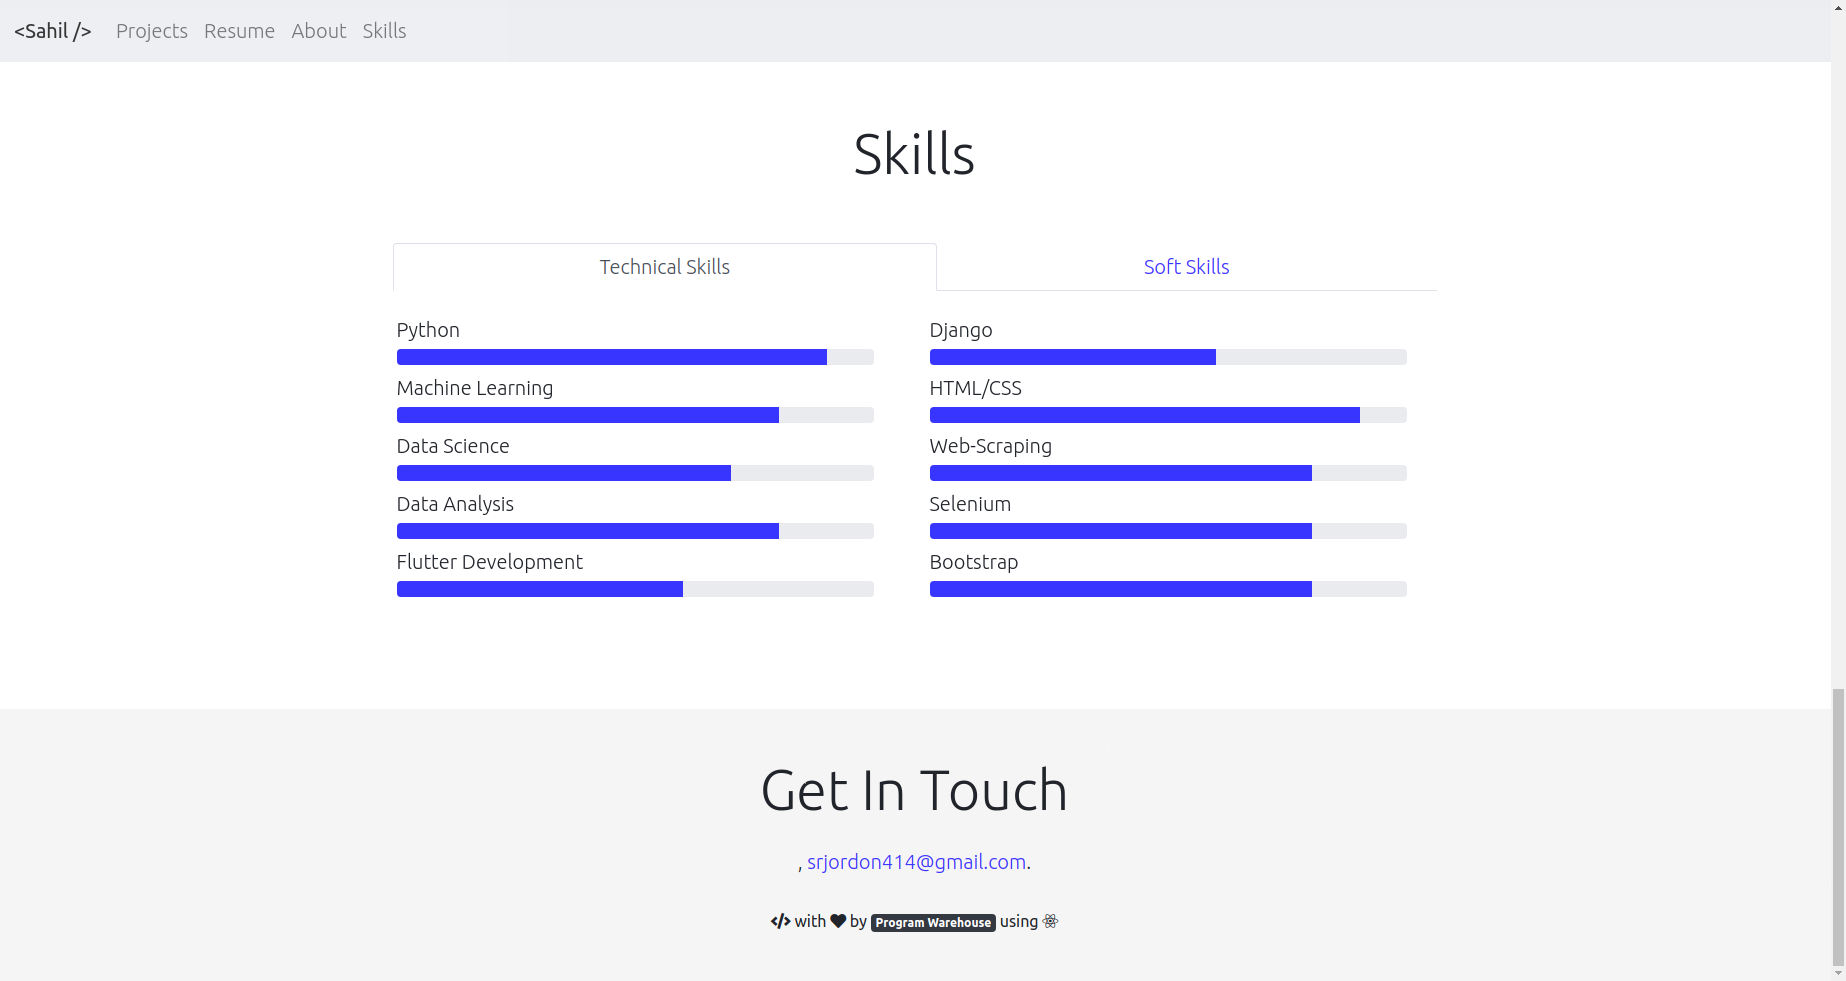 <Sahil /> Projects Resume About Skills
Skills
Technical Skills Soft Skills
Python
Machine Learning
Data Science
Data Analysis
Flutter Development
Django
HTML/CSS
Web-Scraping
Selenium
Bootstrap
Get In Touch
, srjordon414@gmail.com.
</> with ♥ by Program Warehouse using ⚛